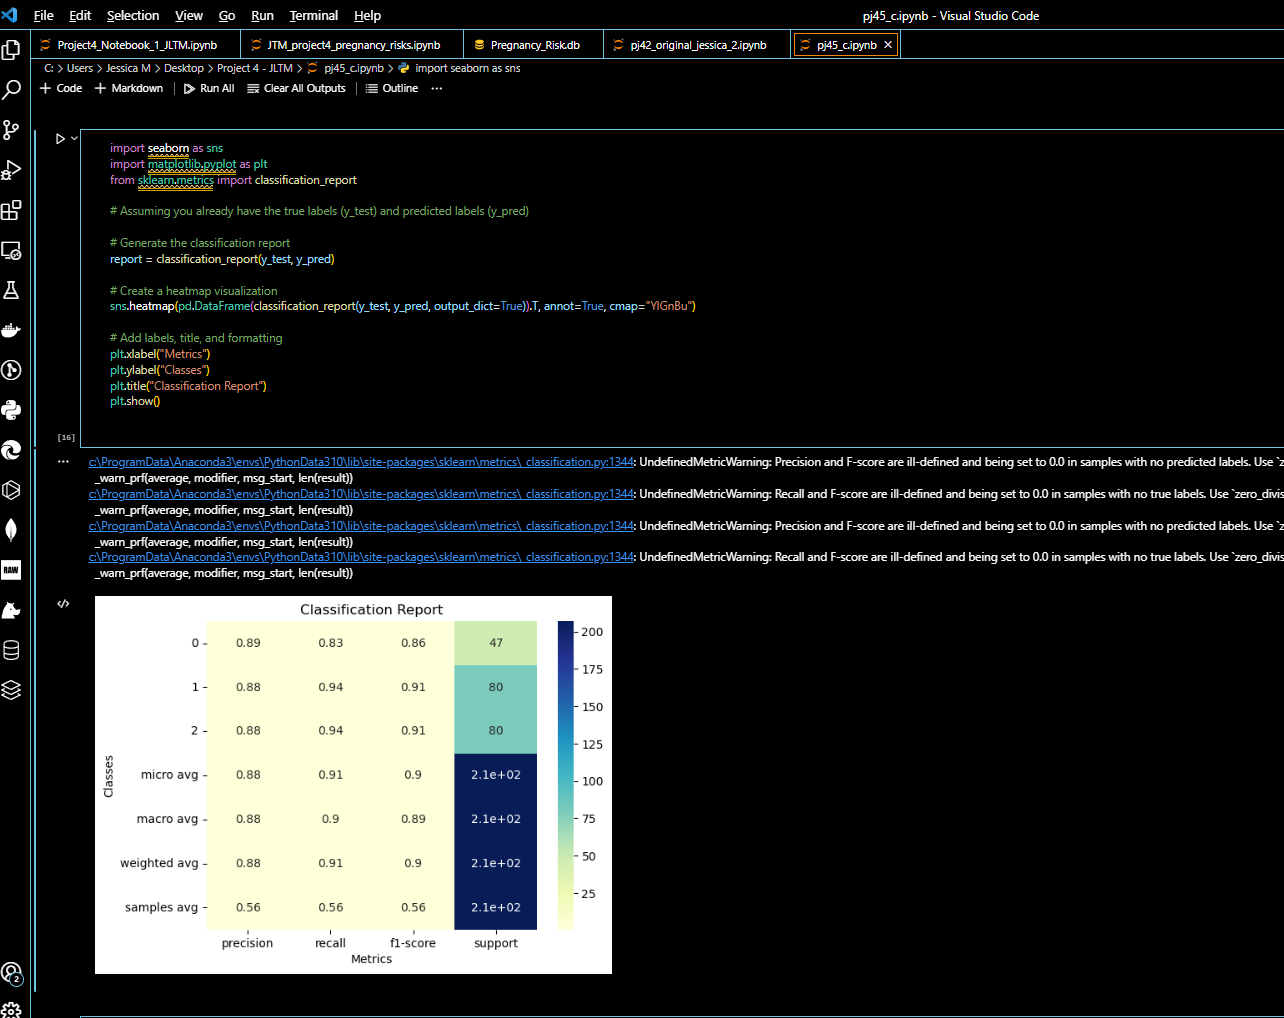 File Edit Selection View Go Run Terminal Help pj45_c.ipynb - Visual Studio Code
Project4_Notebook_1_JLTM.ipynb JTM_project4_pregnancy_risks.ipynb Pregnancy_Risk.db pj42_original_jessica_2.ipynb pj45_c.ipynb
C: > Users > Jessica M > Desktop > Project 4 - JLTM > pj45_c.ipynb > import seaborn as sns
+ Code + Markdown | Run All Clear All Outputs | Outline ...
import seaborn as sns
import matplotlib.pyplot as plt
from sklearn.metrics import classification_report
# Assuming you already have the true labels (y_test) and predicted labels (y_pred)
# Generate the classification report
report = classification_report(y_test, y_pred)
# Create a heatmap visualization
sns.heatmap(pd.DataFrame(classification_report(y_test, y_pred, output_dict=True)).T, annot=True, cmap="YlGnBu")
# Add labels, title, and formatting
plt.xlabel("Metrics")
plt.ylabel("Classes")
plt.title("Classification Report")
plt.show()
[16]
... c:\ProgramData\Anaconda3\envs\PythonData310\lib\site-packages\sklearn\metrics\_classification.py:1344: UndefinedMetricWarning: Precision and F-score are ill-defined and being set to 0.0 in samples with no predicted labels. Use `z
_warn_prf(average, modifier, msg_start, len(result))
c:\ProgramData\Anaconda3\envs\PythonData310\lib\site-packages\sklearn\metrics\_classification.py:1344: UndefinedMetricWarning: Recall and F-score are ill-defined and being set to 0.0 in samples with no true labels. Use `zero_divis
_warn_prf(average, modifier, msg_start, len(result))
c:\ProgramData\Anaconda3\envs\PythonData310\lib\site-packages\sklearn\metrics\_classification.py:1344: UndefinedMetricWarning: Precision and F-score are ill-defined and being set to 0.0 in samples with no predicted labels. Use `z
_warn_prf(average, modifier, msg_start, len(result))
c:\ProgramData\Anaconda3\envs\PythonData310\lib\site-packages\sklearn\metrics\_classification.py:1344: UndefinedMetricWarning: Recall and F-score are ill-defined and being set to 0.0 in samples with no true labels. Use `zero_divis
_warn_prf(average, modifier, msg_start, len(result))
RAW
Classification Report
0 0.89 0.83 0.86 47
1 0.88 0.94 0.91 80
2 0.88 0.94 0.91 80
micro avg 0.88 0.91 0.9 2.1e+02
macro avg 0.88 0.9 0.89 2.1e+02
weighted avg 0.88 0.91 0.9 2.1e+02
samples avg 0.56 0.56 0.56 2.1e+02
precision recall f1-score support
Metrics
Classes
200
175
150
125
100
75
50
25
2